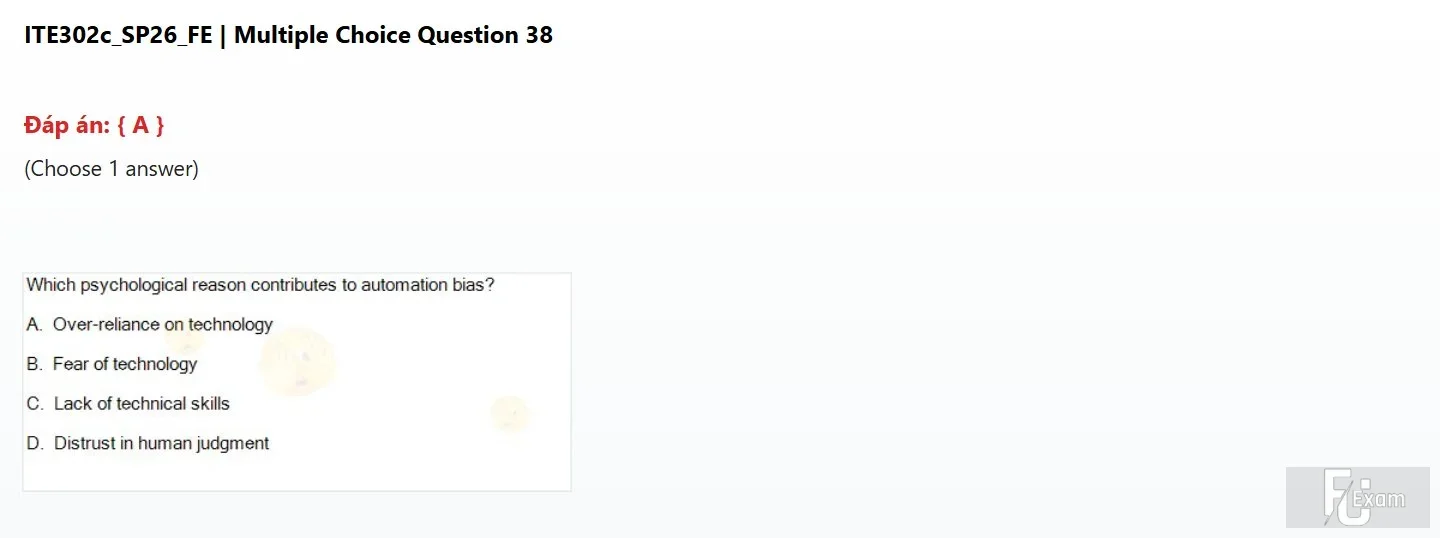 ITE302c_SP26_FE | Multiple Choice Question 38
Đáp án: { A }
(Choose 1 answer)
Which psychological reason contributes to automation bias?
A. Over-reliance on technology
B. Fear of technology
C. Lack of technical skills
D. Distrust in human judgment
FU Exam